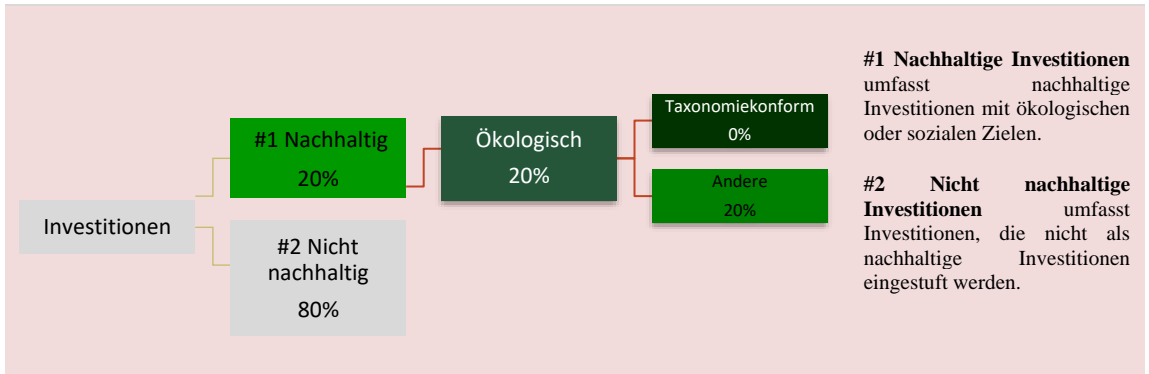 Investitionen
#1 Nachhaltig
20%
#2 Nicht
nachhaltig
80%
Ökologisch
20%
Taxonomiekonform
0%
Andere
20%
#1 Nachhaltige Investitionen
umfasst nachhaltige
Investitionen mit ökologischen
oder sozialen Zielen.
#2 Nicht nachhaltige
Investitionen umfasst
Investitionen, die nicht als
nachhaltige Investitionen
eingestuft werden.